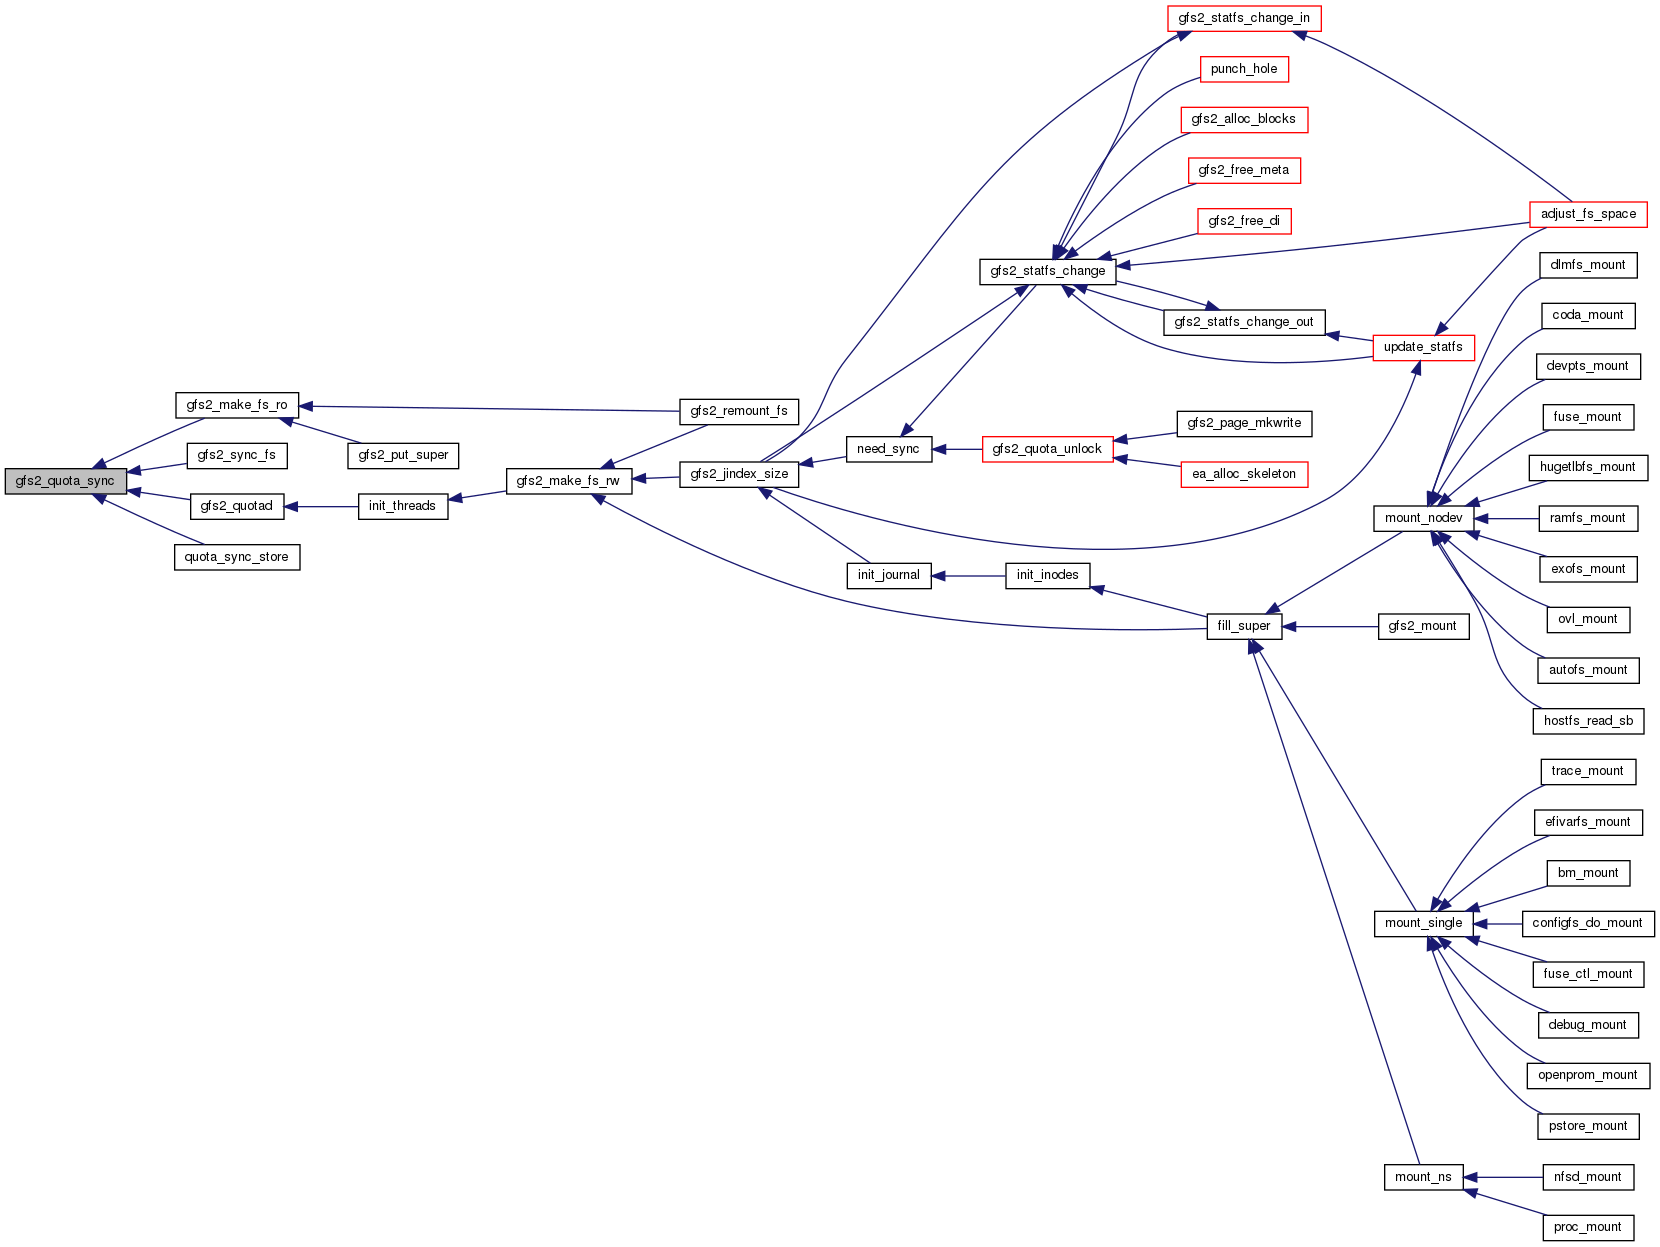 gfs2_statfs_change_in
punch_hole
gfs2_alloc_blocks
gfs2_free_meta
gfs2_free_di
adjust_fs_space
gfs2_statfs_change
dlmfs_mount
gfs2_statfs_change_out
coda_mount
update_statfs
devpts_mount
gfs2_make_fs_ro
gfs2_remount_fs
fuse_mount
gfs2_page_mkwrite
gfs2_sync_fs
gfs2_put_super
need_sync
gfs2_quota_unlock
hugetlbfs_mount
gfs2_quota_sync
gfs2_make_fs_rw
gfs2_jindex_size
ea_alloc_skeleton
gfs2_quotad
init_threads
mount_nodev
ramfs_mount
quota_sync_store
exofs_mount
init_journal
init_inodes
ovl_mount
fill_super
gfs2_mount
autofs_mount
hostfs_read_sb
trace_mount
efivarfs_mount
bm_mount
mount_single
configfs_do_mount
fuse_ctl_mount
debug_mount
openprom_mount
pstore_mount
mount_ns
nfsd_mount
proc_mount